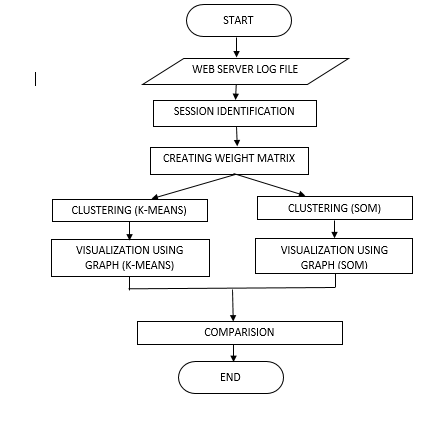 START
WEB SERVER LOG FILE
SESSION IDENTIFICATION
CREATING WEIGHT MATRIX
CLUSTERING (K-MEANS)
CLUSTERING (SOM)
VISUALIZATION USING
GRAPH (K-MEANS)
VISUALIZATION USING
GRAPH (SOM)
COMPARISION
END